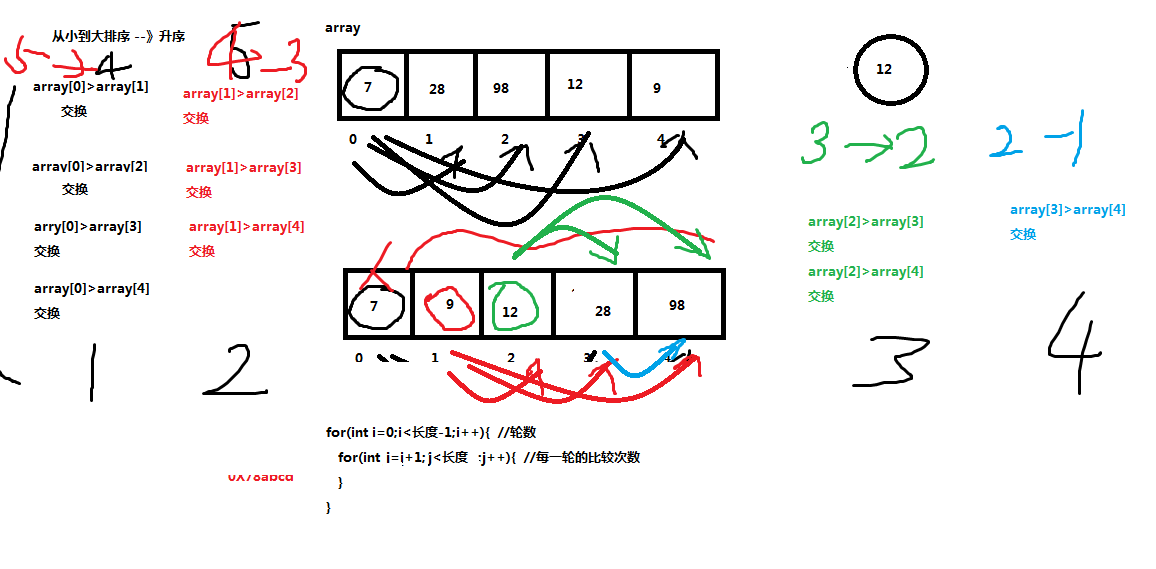 从小到大排序 --》升序
5 3 4
4 5 3
array[0]>array[1]
交换
array[0]>array[2]
交换
arry[0]>array[3]
交换
array[0]>array[4]
交换
1
array[1]>array[2]
交换
array[1]>array[3]
交换
array[1]>array[4]
交换
2
0X78abcd
array
7 28 98 12 9
0 1 2 3 4
7 9 12 28 98
0 1 2 3 4
for(int i=0;i<长度-1;i++){ //轮数
for(int j=i+1;j<长度 ;j++){ //每一轮的比较次数
}
}
12
3→2
array[2]>array[3]
交换
array[2]>array[4]
交换
3
2-1
array[3]>array[4]
交换
4